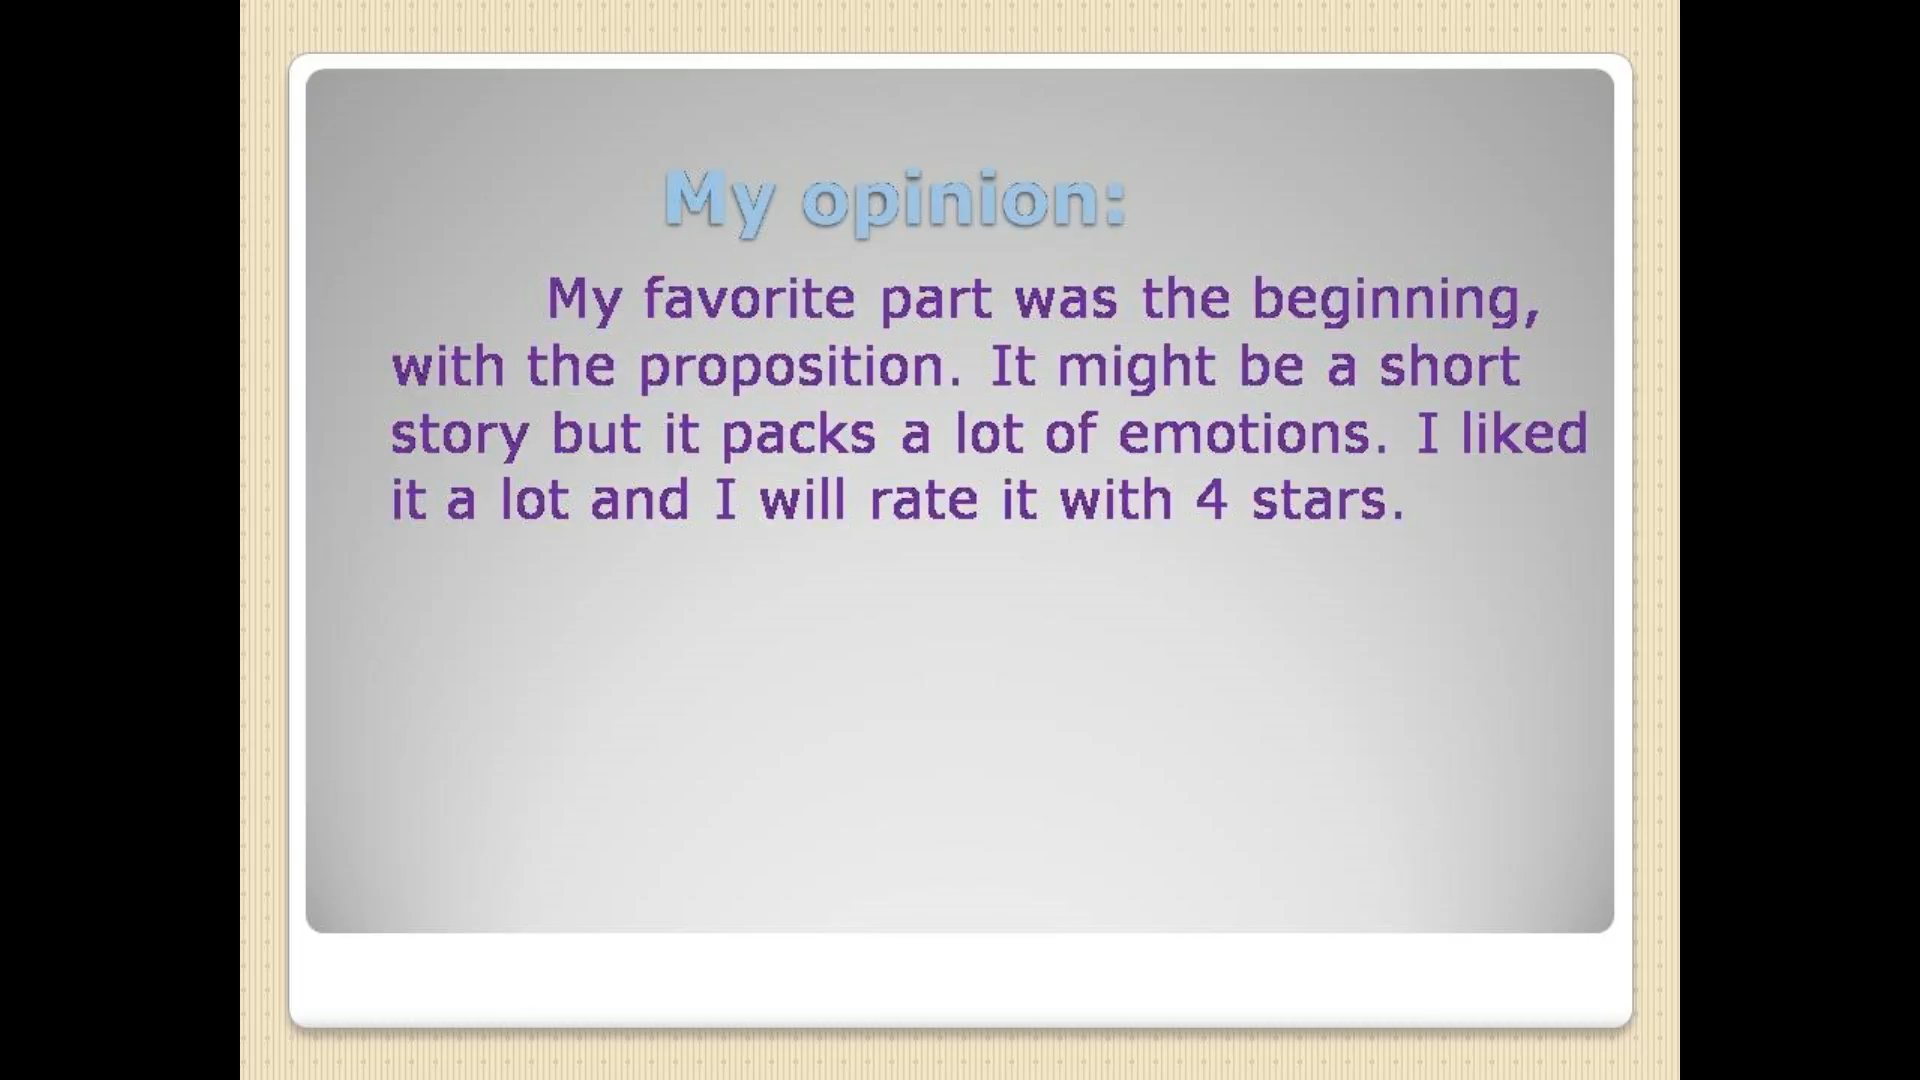 My opinion:
My favorite part was the beginning,
with the proposition. It might be a short
story but it packs a lot of emotions. I liked
it a lot and I will rate it with 4 stars.